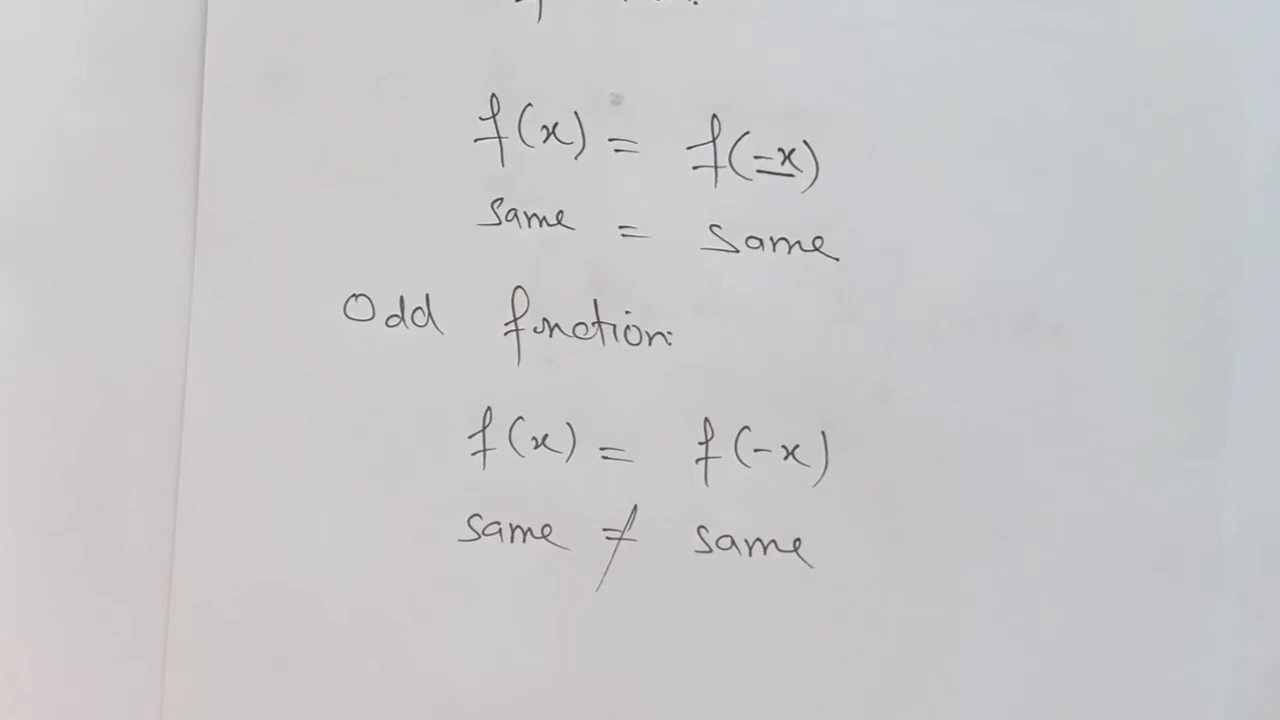 f(x) = f(-x)
same = same
Odd function:
f(x) = f(-x)
same ≠ same